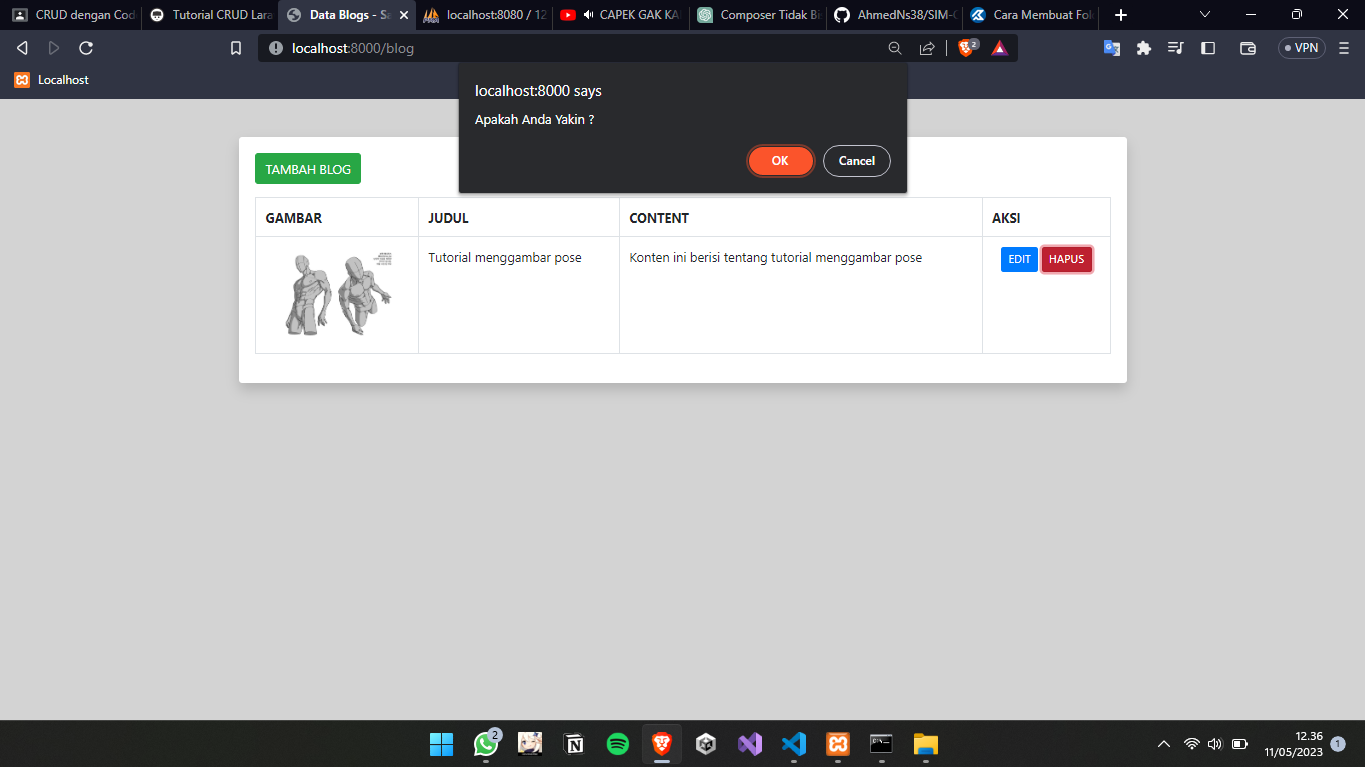 CRUD dengan Cod
Tutorial CRUD Lara
Data Blogs - Sa
localhost:8080 / 12
CAPEK GAK KA
Composer Tidak Bi
AhmedNs38/SIM-
Cara Membuat Fol
localhost:8000/blog
2
VPN
Localhost
localhost:8000 says
Apakah Anda Yakin ?
OK
Cancel
TAMBAH BLOG
GAMBAR
JUDUL
CONTENT
AKSI
Tutorial menggambar pose
Konten ini berisi tentang tutorial menggambar pose
EDIT
HAPUS
2
12.36
11/05/2023
1